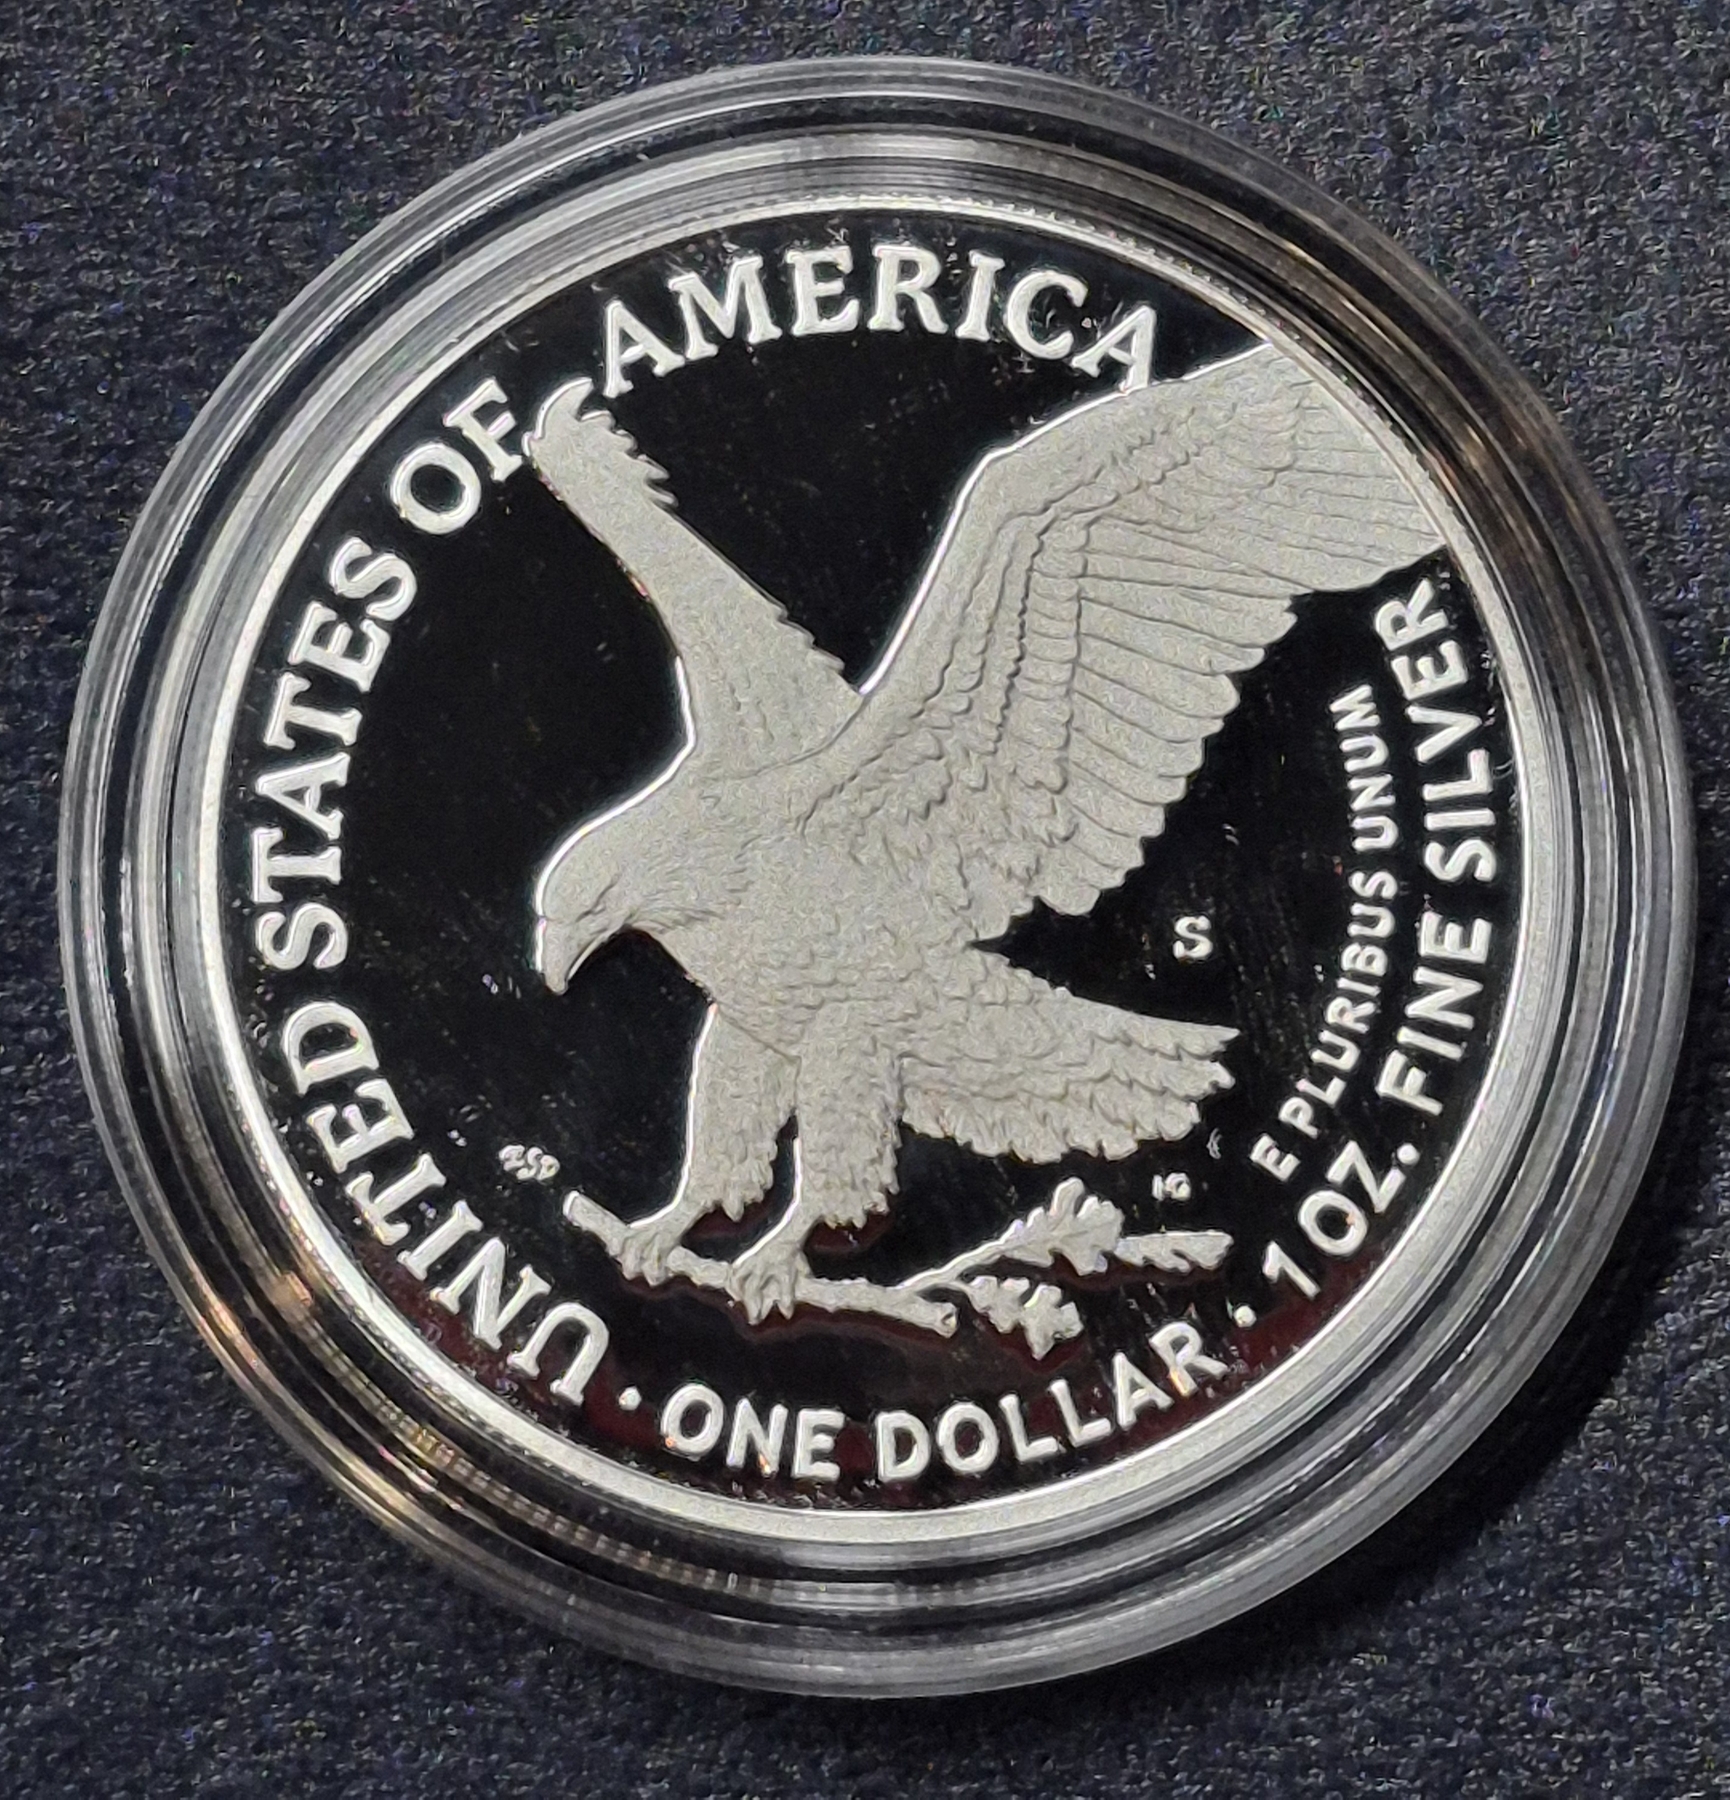 UNITED STATES OF AMERICA
S
E PLURIBUS UNUM
1 OZ. FINE SILVER
· ONE DOLLAR ·